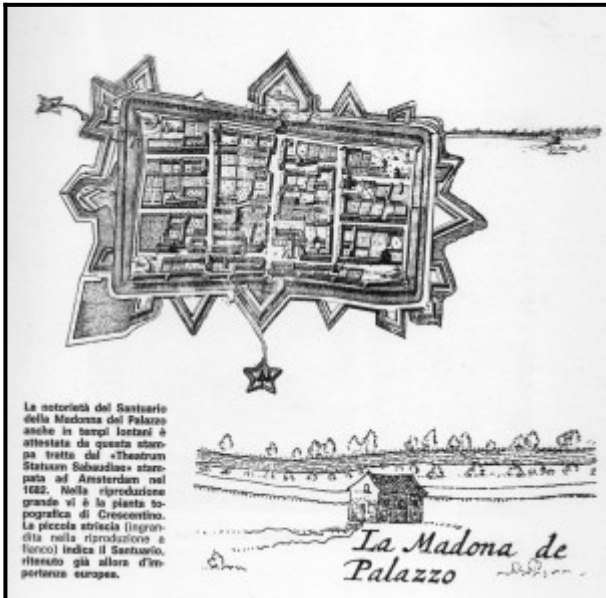 La notorietà del Santuario
della Madonna del Palazzo
anche in tempi lontani è
attestata da questa stam-
pa tratta dal «Theatrum
Statuum Sabaudiae» stam-
pata ad Amsterdam nel
1682. Nella riproduzione
grande vi è la pianta to-
pografica di Crescentino.
La piccola striscia (ingran-
dita nella riproduzione a
fianco) indica il Santuario,
ritenuto già allora d'im-
portanza europea.
La Madona de
Palazzo